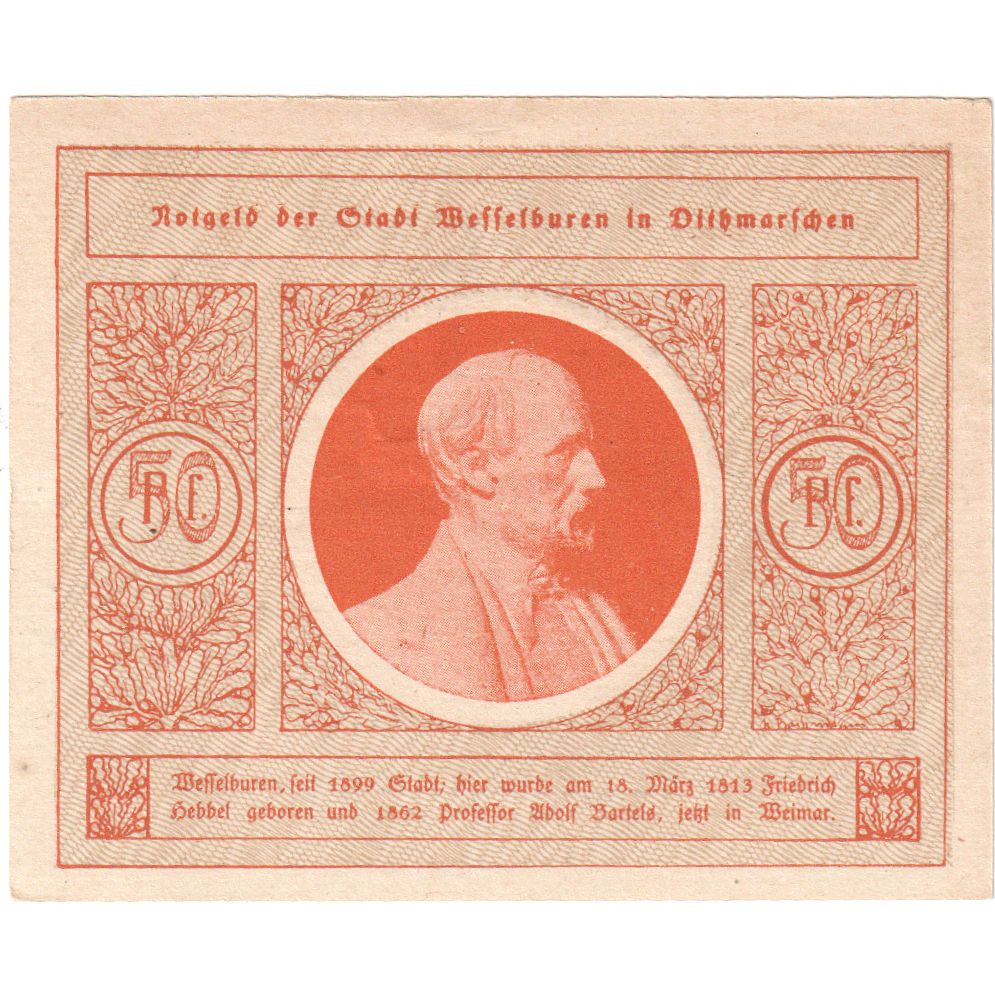 Notgeld der Stadt Wesselburen in Dithmarschen
50 Pf.
50 Pf.
Wesselburen, seit 1899 Stadt; hier wurde am 18. März 1813 Friedrich
Hebbel geboren und 1862 Professor Adolf Bartels, jetzt in Weimar.